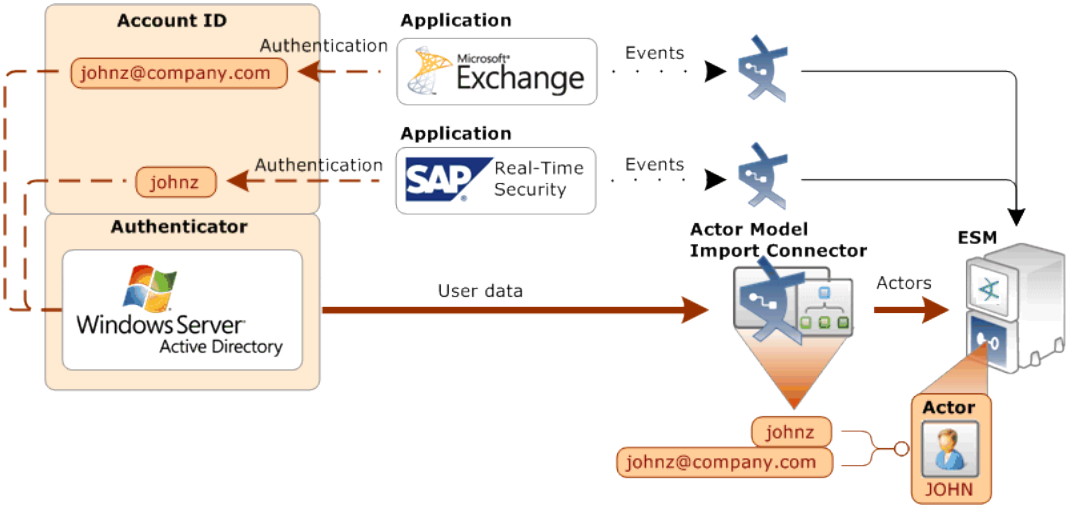 Account ID
johnz@company.com
Authentication
Application
Microsoft®
Exchange
Events
johnz
Authentication
Application
SAP®
Real-Time
Security
Events
Authenticator
Windows Server®
Active Directory
User data
Actor Model
Import Connector
Actors
ESM
johnz
johnz@company.com
Actor
JOHN